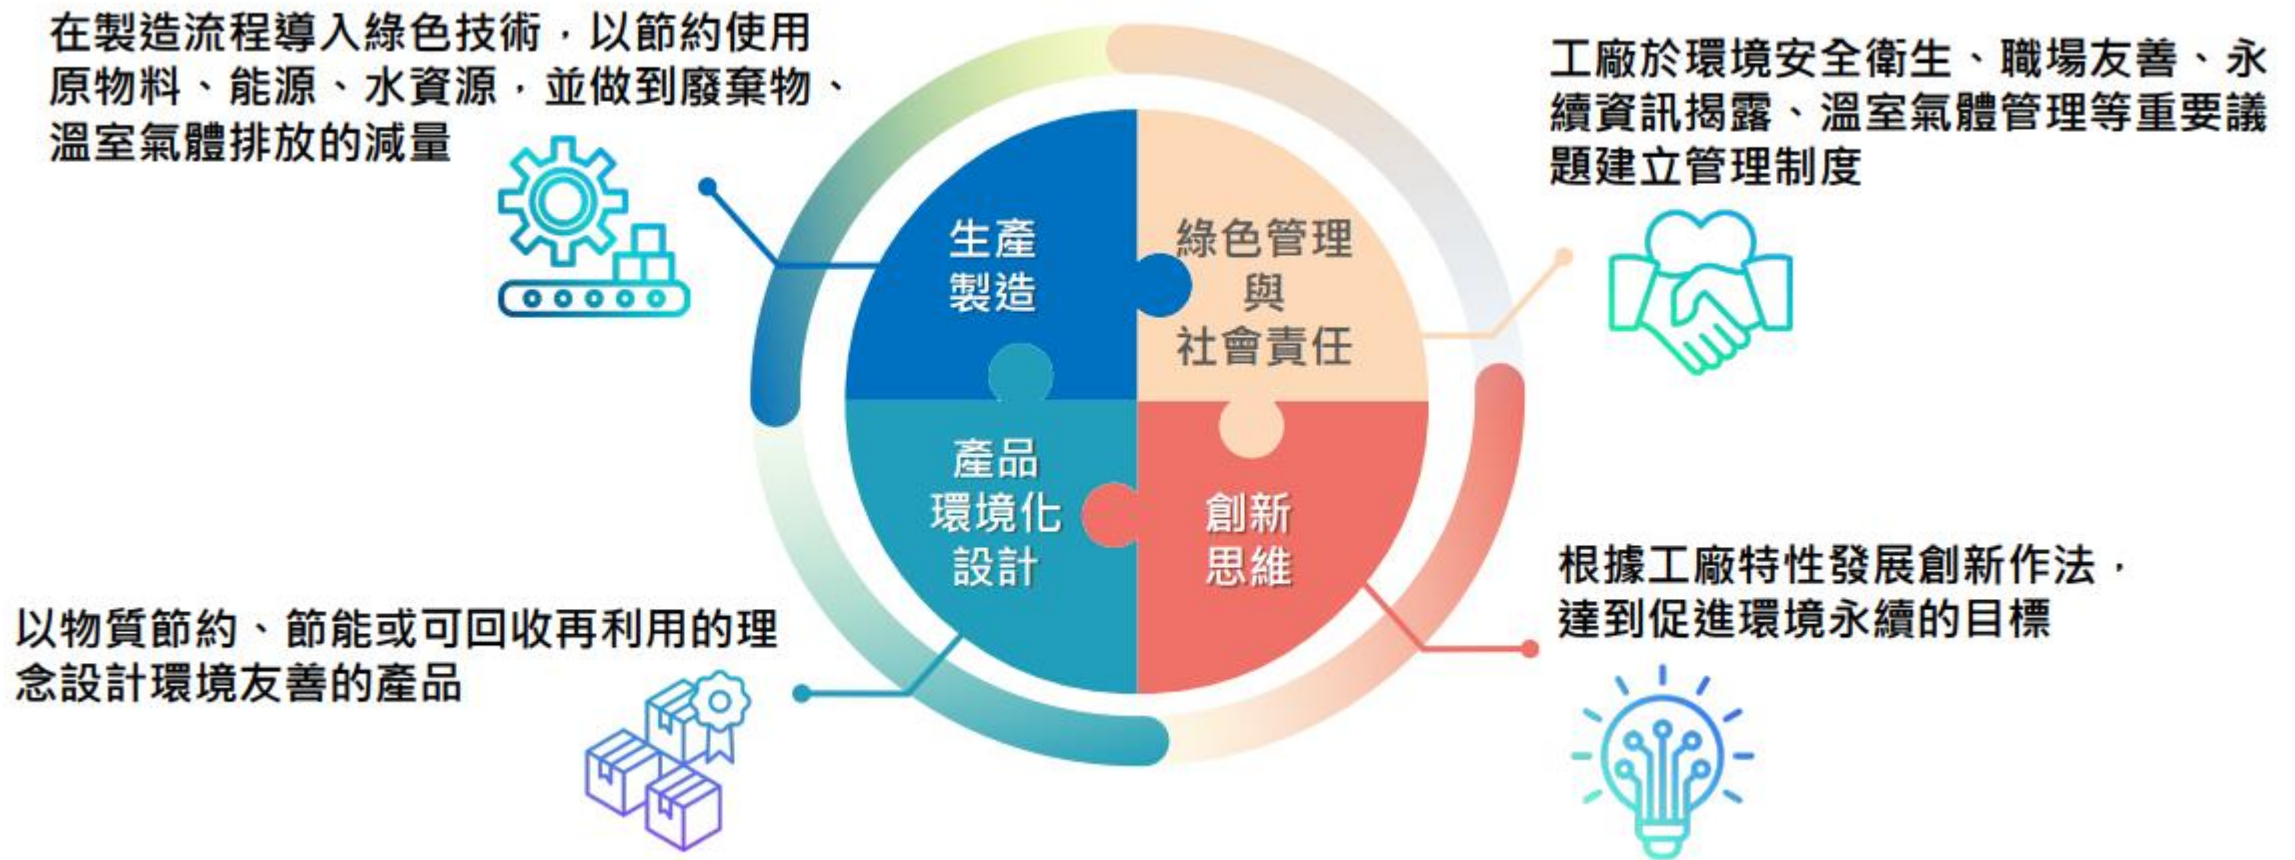 在製造流程導入綠色技術，以節約使用
原物料、能源、水資源，並做到廢棄物、
溫室氣體排放的減量
工廠於環境安全衛生、職場友善、永
續資訊揭露、溫室氣體管理等重要議
題建立管理制度
生產
製造
綠色管理
與
社會責任
產品
環境化
設計
創新
思維
以物質節約、節能或可回收再利用的理
念設計環境友善的產品
根據工廠特性發展創新作法，
達到促進環境永續的目標